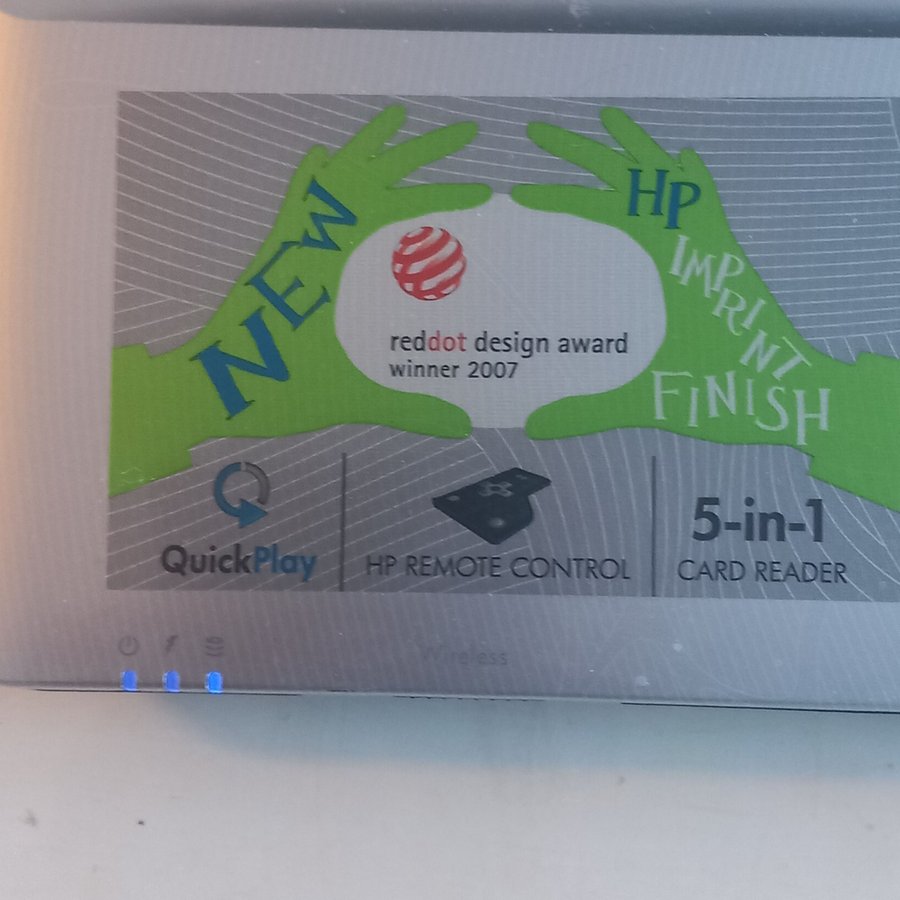 NEW
HP
IMPRINT
FINISH
reddot design award
winner 2007
QuickPlay
HP REMOTE CONTROL
5-in-1
CARD READER
Wireless